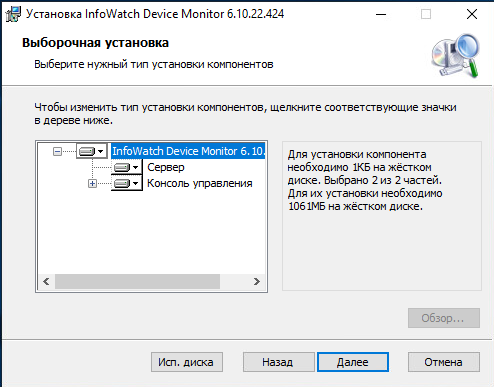 Установка InfoWatch Device Monitor 6.10.22.424
Выборочная установка
Выберите нужный тип установки компонентов
Чтобы изменить тип установки компонентов, щелкните соответствующие значки
в дереве ниже.
InfoWatch Device Monitor 6.10.
Сервер
Консоль управления
Для установки компонента
необходимо 1КБ на жёстком
диске. Выбрано 2 из 2 частей.
Для их установки необходимо
1061МБ на жёстком диске.
Обзор...
Исп. диска
Назад
Далее
Отмена